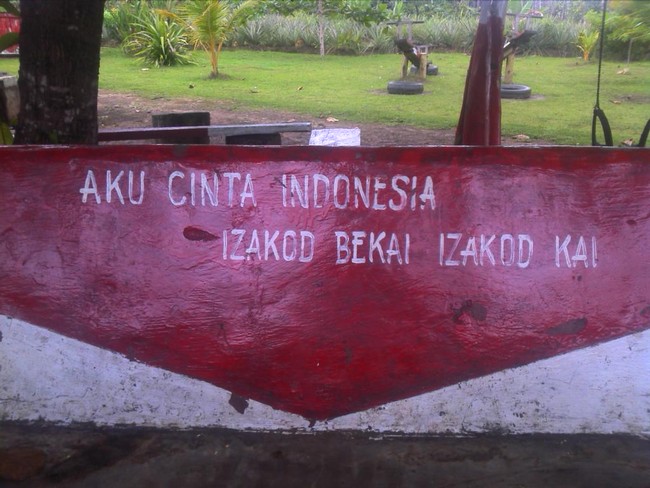 AKU CINTA INDONESIA
IZAKOD BEKAI IZAKOD KAI